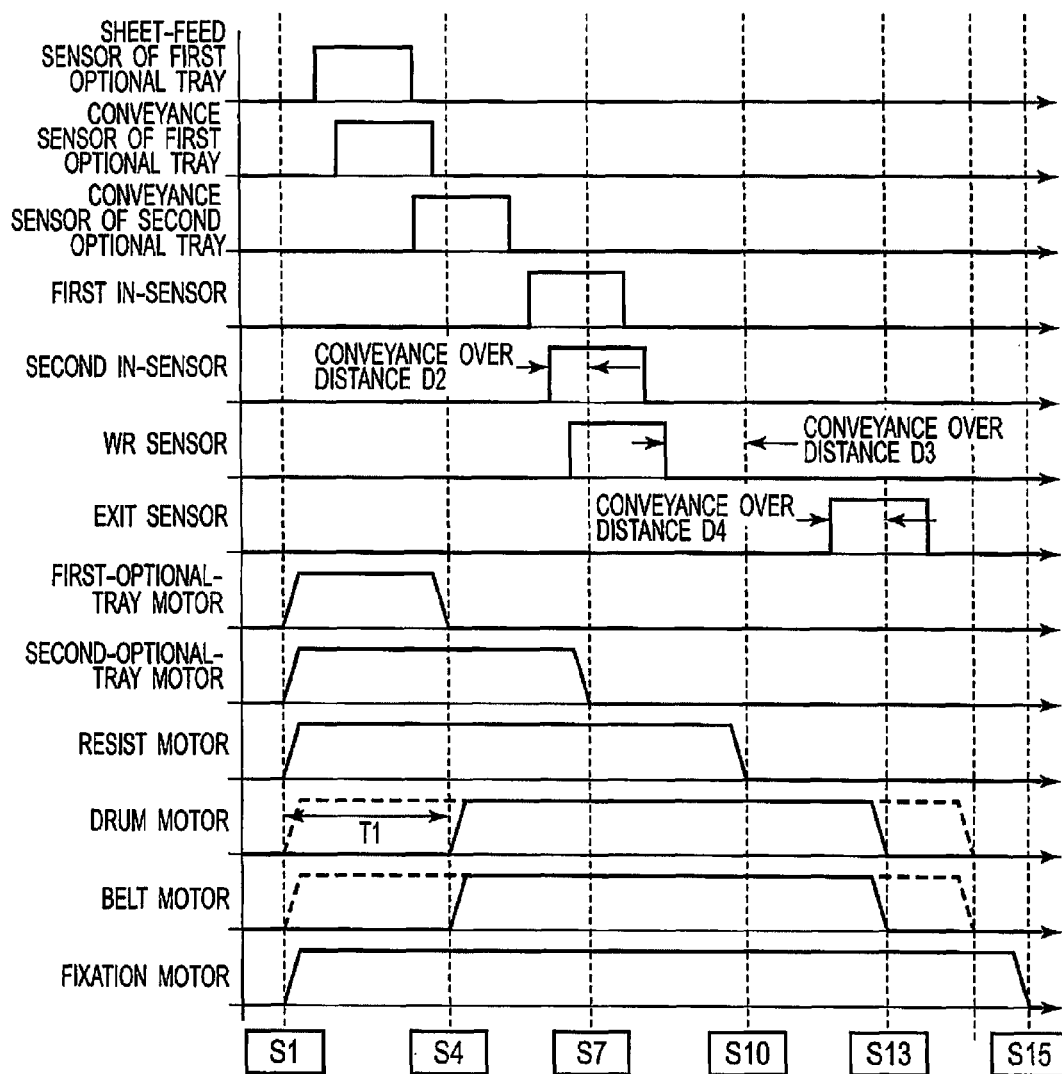 SHEET-FEED
SENSOR OF FIRST
OPTIONAL TRAY
CONVEYANCE
SENSOR OF FIRST
OPTIONAL TRAY
CONVEYANCE
SENSOR OF SECOND
OPTIONAL TRAY
FIRST IN-SENSOR
SECOND IN-SENSOR
CONVEYANCE OVER
DISTANCE D2
WR SENSOR
CONVEYANCE OVER
DISTANCE D3
EXIT SENSOR
CONVEYANCE OVER
DISTANCE D4
FIRST-OPTIONAL-
TRAY MOTOR
SECOND-OPTIONAL-
TRAY MOTOR
RESIST MOTOR
DRUM MOTOR
T1
BELT MOTOR
FIXATION MOTOR
S1 S4 S7 S10 S13 S15